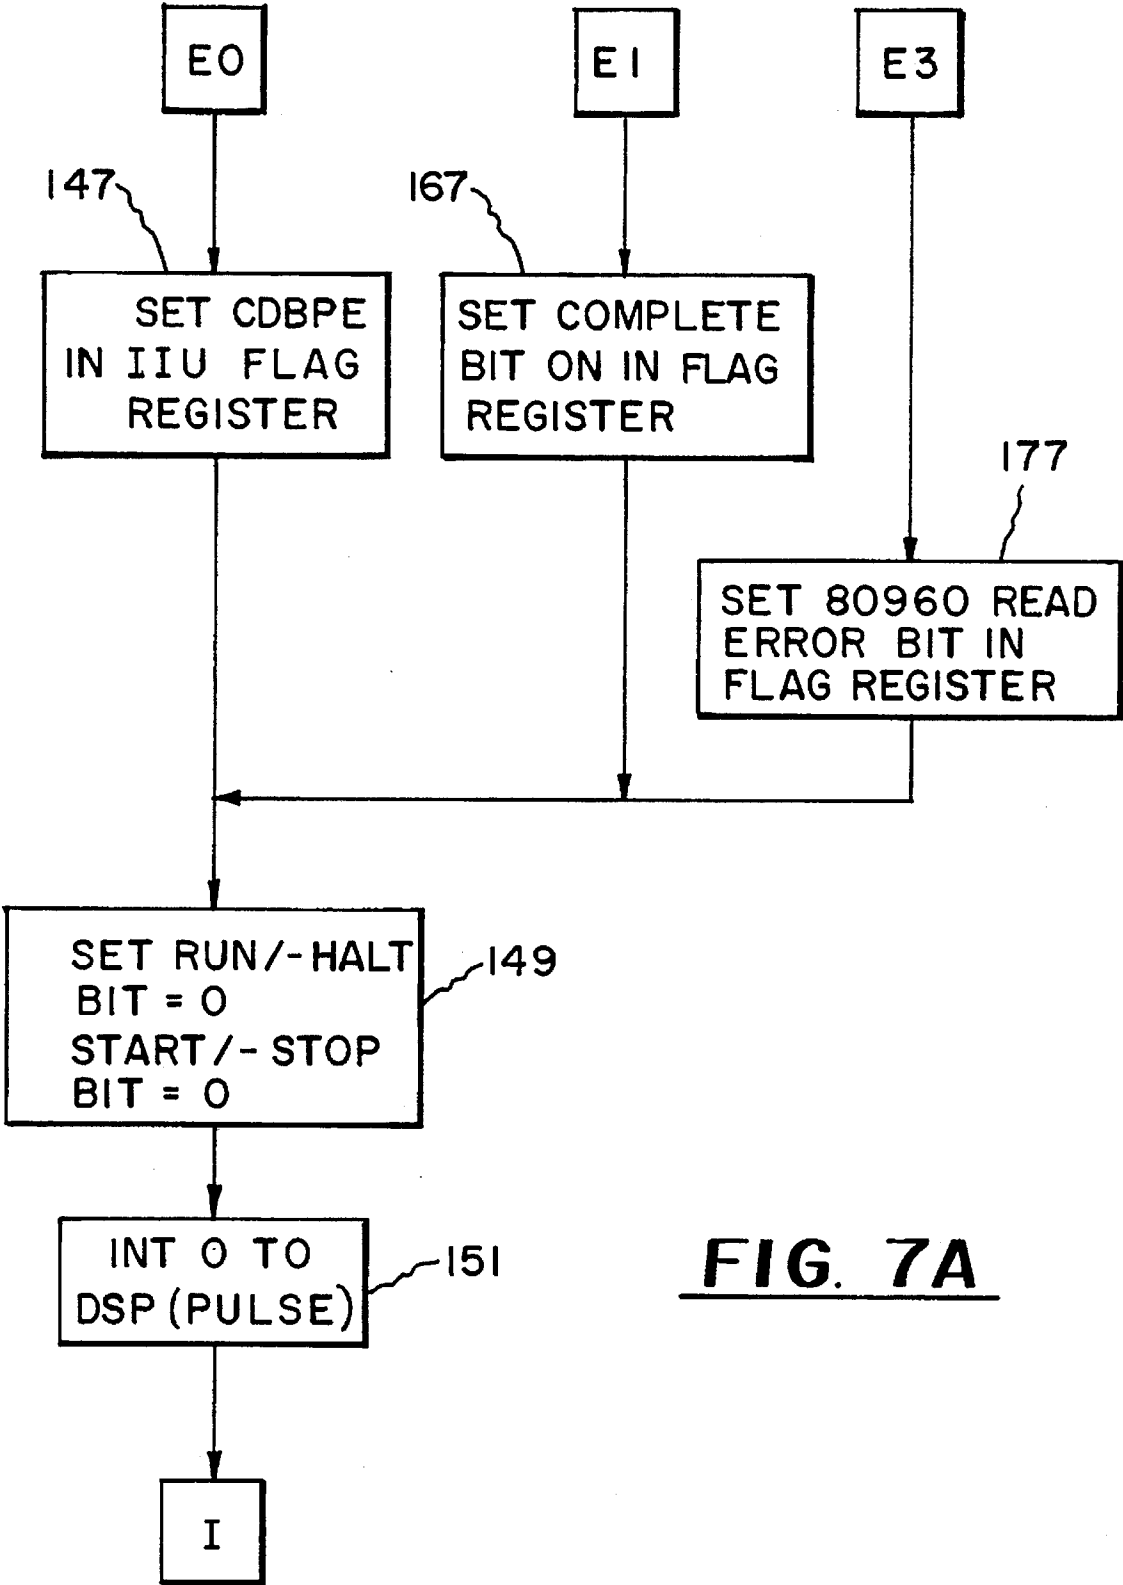 E0
E1
E3
147
167
SET CDBPE
IN IIU FLAG
REGISTER
SET COMPLETE
BIT ON IN FLAG
REGISTER
177
SET 80960 READ
ERROR BIT IN
FLAG REGISTER
SET RUN/-HALT
BIT = 0
START/-STOP
BIT = 0
149
INT 0 TO
DSP (PULSE)
151
FIG. 7A
I